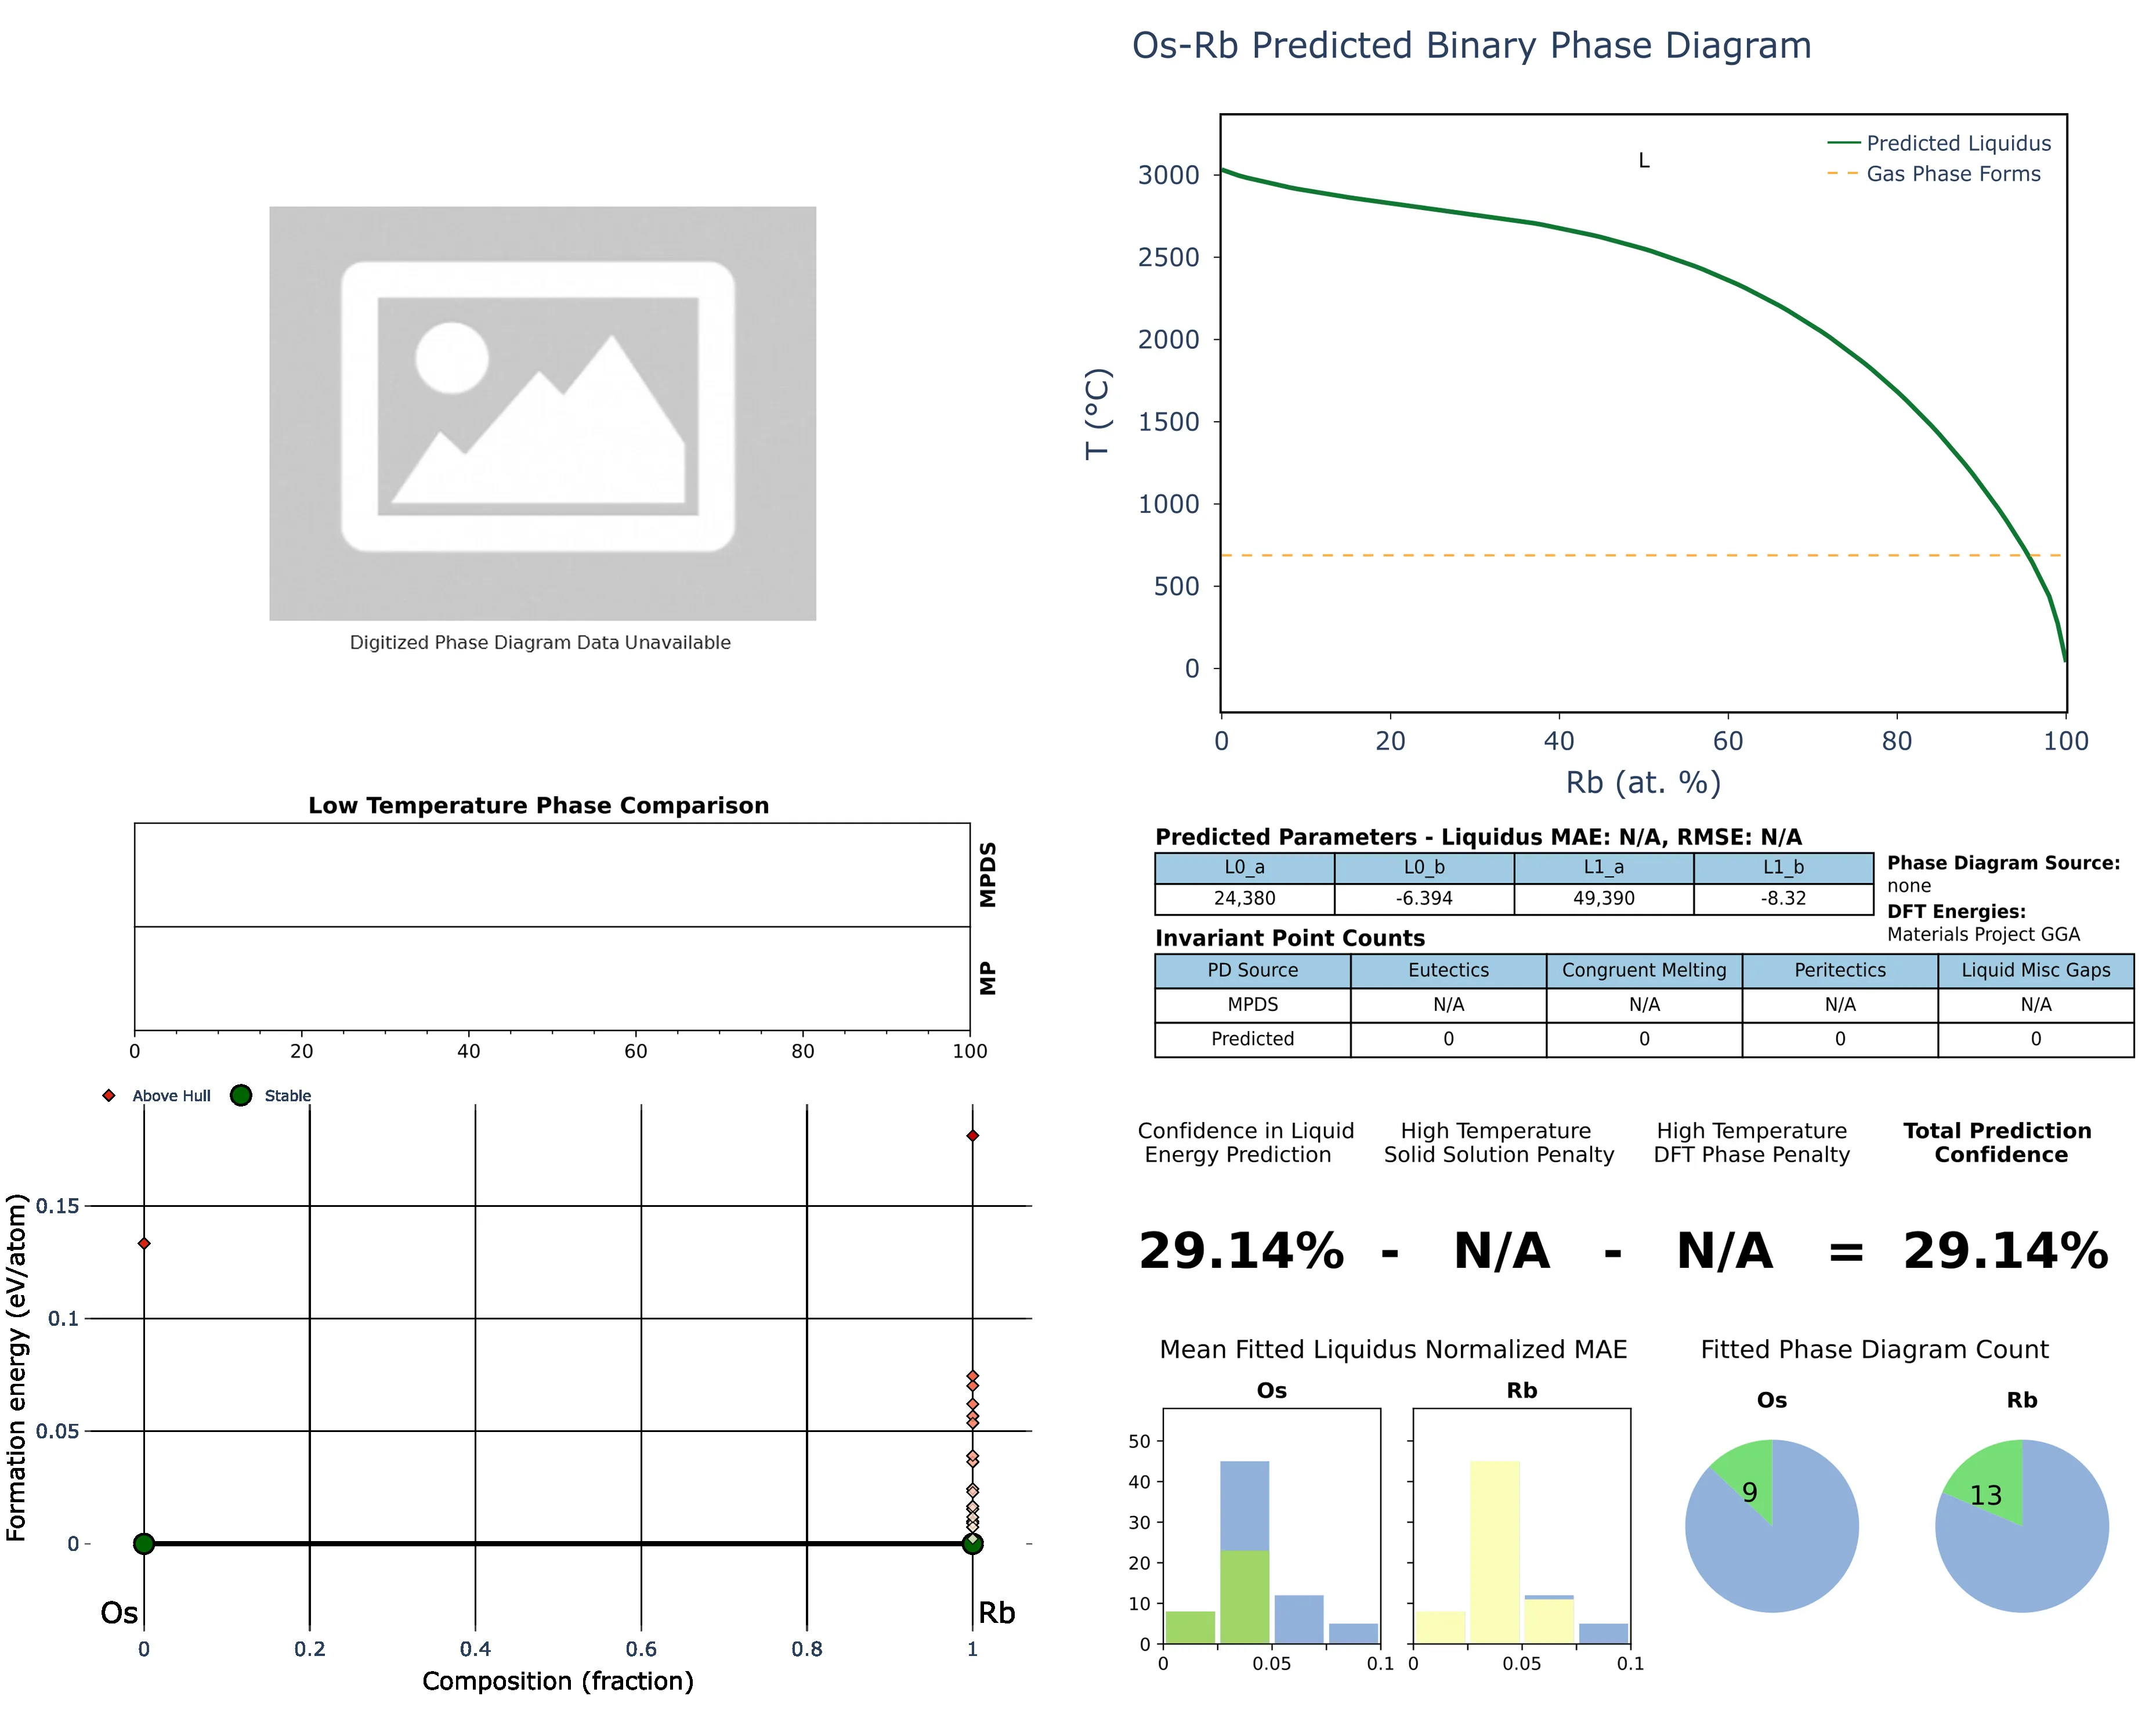 Os-Rb Predicted Binary Phase Diagram
Digitized Phase Diagram Data Unavailable
L
Predicted Liquidus
Gas Phase Forms
T (°C)
3000
2500
2000
1500
1000
500
0
0 20 40 60 80 100
Rb (at. %)
Low Temperature Phase Comparison
MPDS
MP
0 20 40 60 80 100
Predicted Parameters - Liquidus MAE: N/A, RMSE: N/A
L0_a L0_b L1_a L1_b
24,380 -6.394 49,390 -8.32
Phase Diagram Source:
none
DFT Energies:
Materials Project GGA
Invariant Point Counts
PD Source Eutectics Congruent Melting Peritectics Liquid Misc Gaps
MPDS N/A N/A N/A N/A
Predicted 0 0 0 0
Above Hull Stable
Formation energy (eV/atom)
0.15
0.1
0.05
0
Os Rb
0 0.2 0.4 0.6 0.8 1
Composition (fraction)
Confidence in Liquid
Energy Prediction
High Temperature
Solid Solution Penalty
High Temperature
DFT Phase Penalty
Total Prediction
Confidence
29.14% - N/A - N/A = 29.14%
Mean Fitted Liquidus Normalized MAE
Os Rb
50
40
30
20
10
0
0 0.05 0.1 0 0.05 0.1
Fitted Phase Diagram Count
Os Rb
9 13